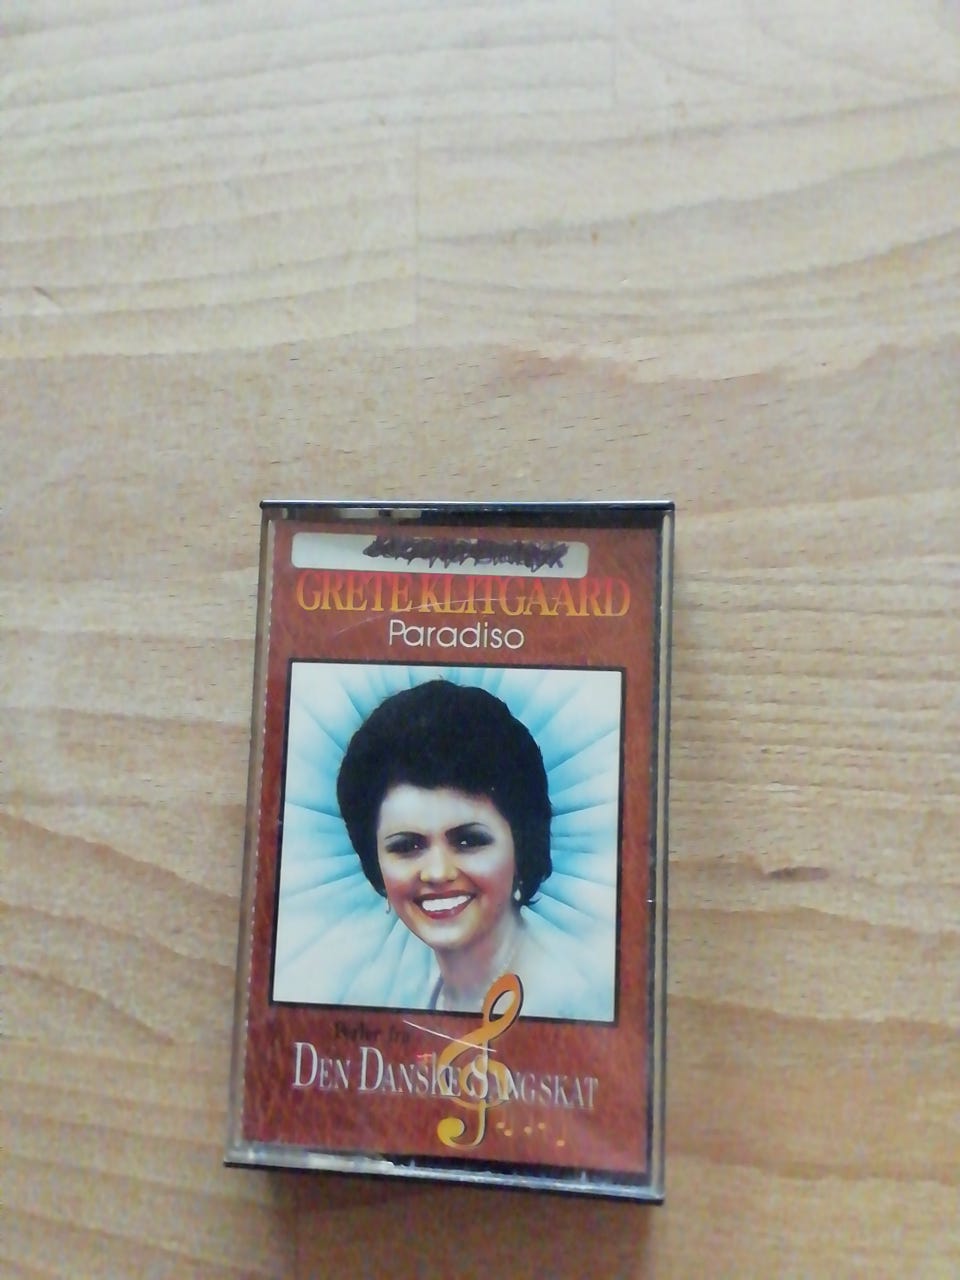 GRETE KLITGAARD
Paradiso
Perler fra
DEN DANSKE SANGSKAT